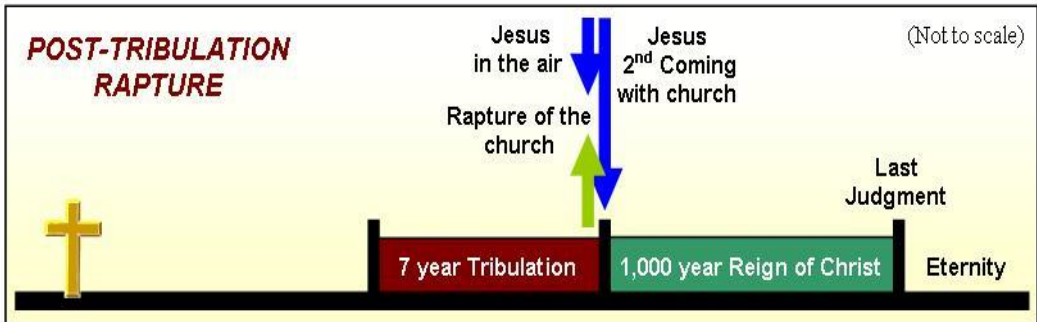 POST-TRIBULATION
RAPTURE
Jesus
in the air
Jesus
2nd Coming
with church
(Not to scale)
Rapture of the
church
Last
Judgment
7 year Tribulation
1,000 year Reign of Christ
Eternity